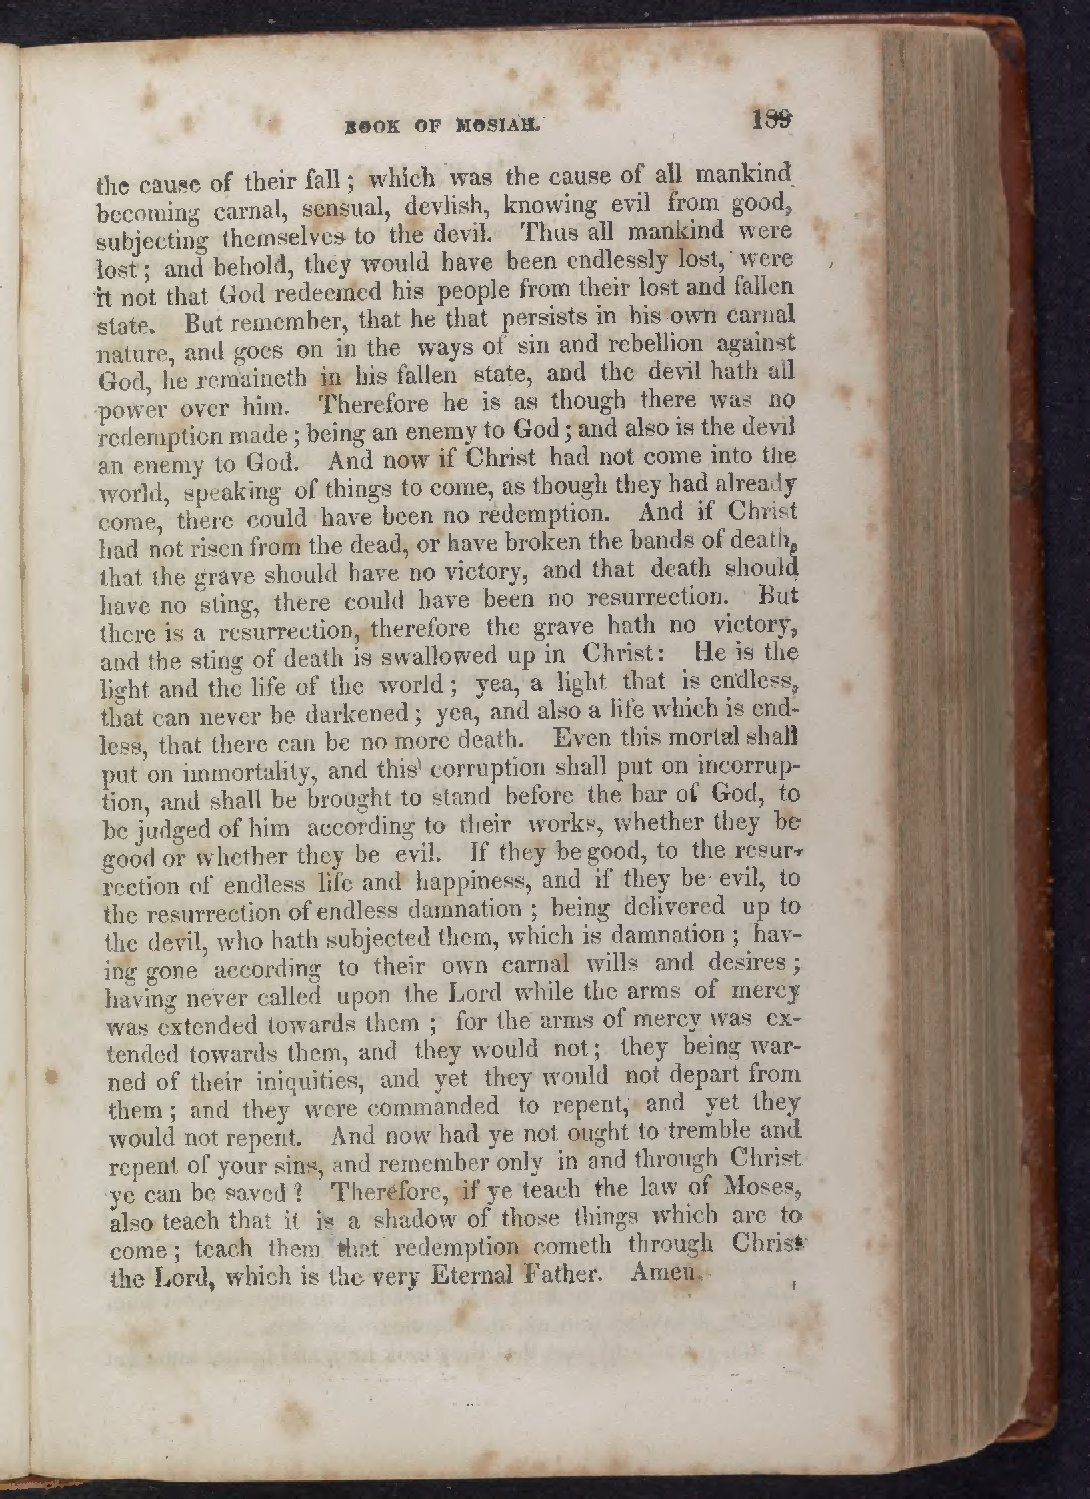 BOOK OF MOSIAH. 189
the cause of their fall; which was the cause of all mankind
becoming carnal, sensual, devlish, knowing evil from good,
subjecting themselves to the devil. Thus all mankind were
lost; and behold, they would have been endlessly lost, were
it not that God redeemed his people from their lost and fallen
state. But remember, that he that persists in his own carnal
nature, and goes on in the ways of sin and rebellion against
God, he remaineth in his fallen state, and the devil hath all
power over him. Therefore he is as though there was no
redemption made; being an enemy to God; and also is the devil
an enemy to God. And now if Christ had not come into the
world, speaking of things to come, as though they had already
come, there could have been no redemption. And if Christ
had not risen from the dead, or have broken the bands of death,
that the grave should have no victory, and that death should
have no sting, there could have been no resurrection. But
there is a resurrection, therefore the grave hath no victory,
and the sting of death is swallowed up in Christ: He is the
light and the life of the world; yea, a light that is endless,
that can never be darkened; yea, and also a life which is end-
less, that there can be no more death. Even this mortal shall
put on immortality, and this corruption shall put on incorrup-
tion, and shall be brought to stand before the bar of God, to
be judged of him according to their works, whether they be
good or whether they be evil. If they be good, to the resur-
rection of endless life and happiness, and if they be evil, to
the resurrection of endless damnation; being delivered up to
the devil, who hath subjected them, which is damnation; hav-
ing gone according to their own carnal wills and desires;
having never called upon the Lord while the arms of mercy
was extended towards them; for the arms of mercy was ex-
tended towards them, and they would not; they being war-
ned of their iniquities, and yet they would not depart from
them; and they were commanded to repent, and yet they
would not repent. And now had ye not ought to tremble and
repent of your sins, and remember only in and through Christ
ye can be saved? Therefore, if ye teach the law of Moses,
also teach that it is a shadow of those things which are to
come; teach them that redemption cometh through Christ
the Lord, which is the very Eternal Father. Amen.